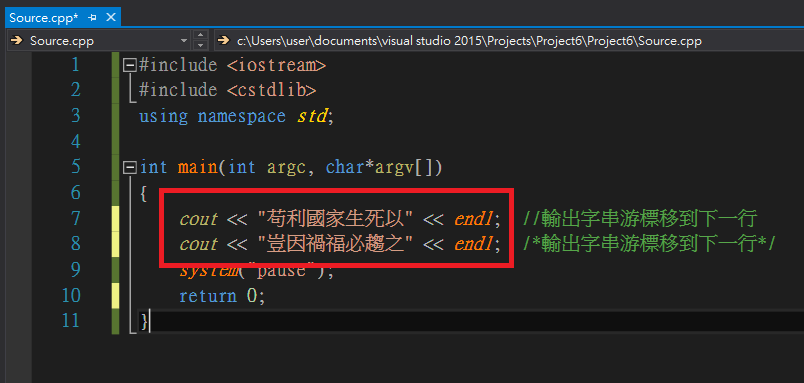 Source.cpp*
Source.cpp
c:\Users\user\documents\visual studio 2015\Projects\Project6\Project6\Source.cpp
1 #include <iostream>
2 #include <cstdlib>
3 using namespace std;
4
5 int main(int argc, char*argv[])
6 {
7 cout << "苟利國家生死以" << endl; //輸出字串游標移到下一行
8 cout << "豈因禍福必趨之" << endl; /*輸出字串游標移到下一行*/
9 system("pause");
10 return 0;
11 }